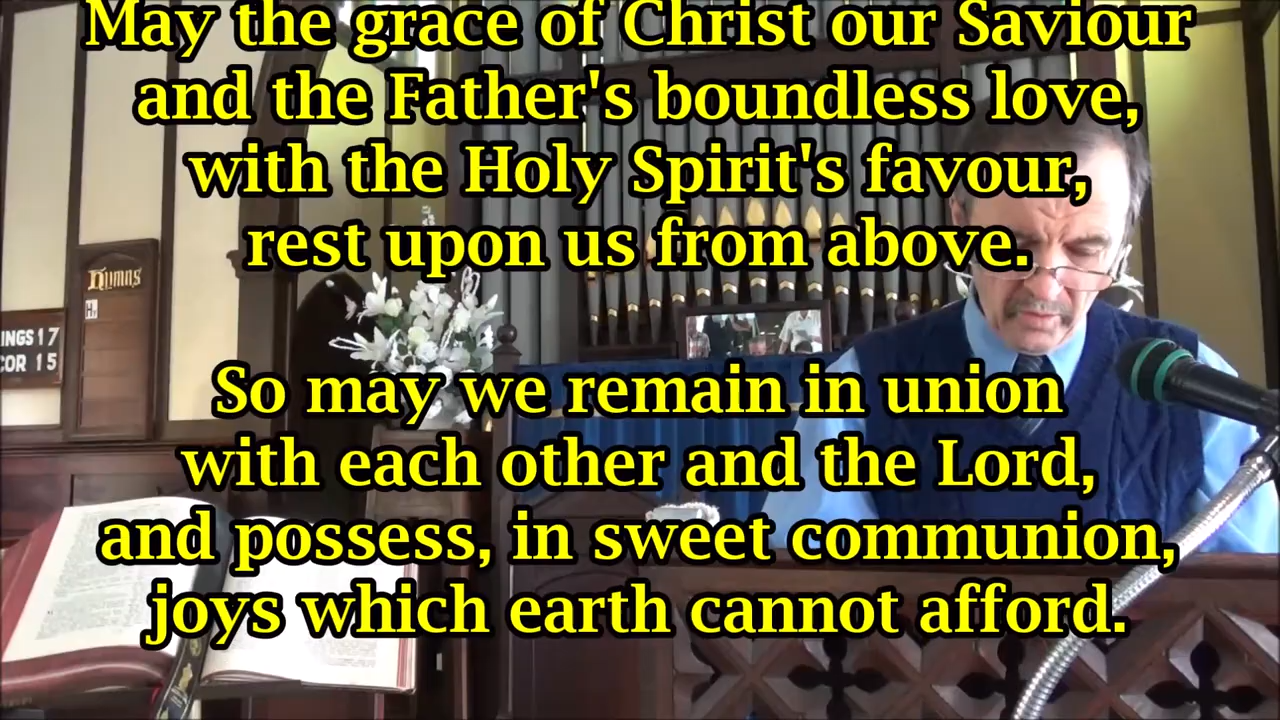 May the grace of Christ our Saviour
and the Father's boundless love,
with the Holy Spirit's favour,
rest upon us from above.
So may we remain in union
with each other and the Lord,
and possess, in sweet communion,
joys which earth cannot afford.
Hymns
INGS 17
COR 15